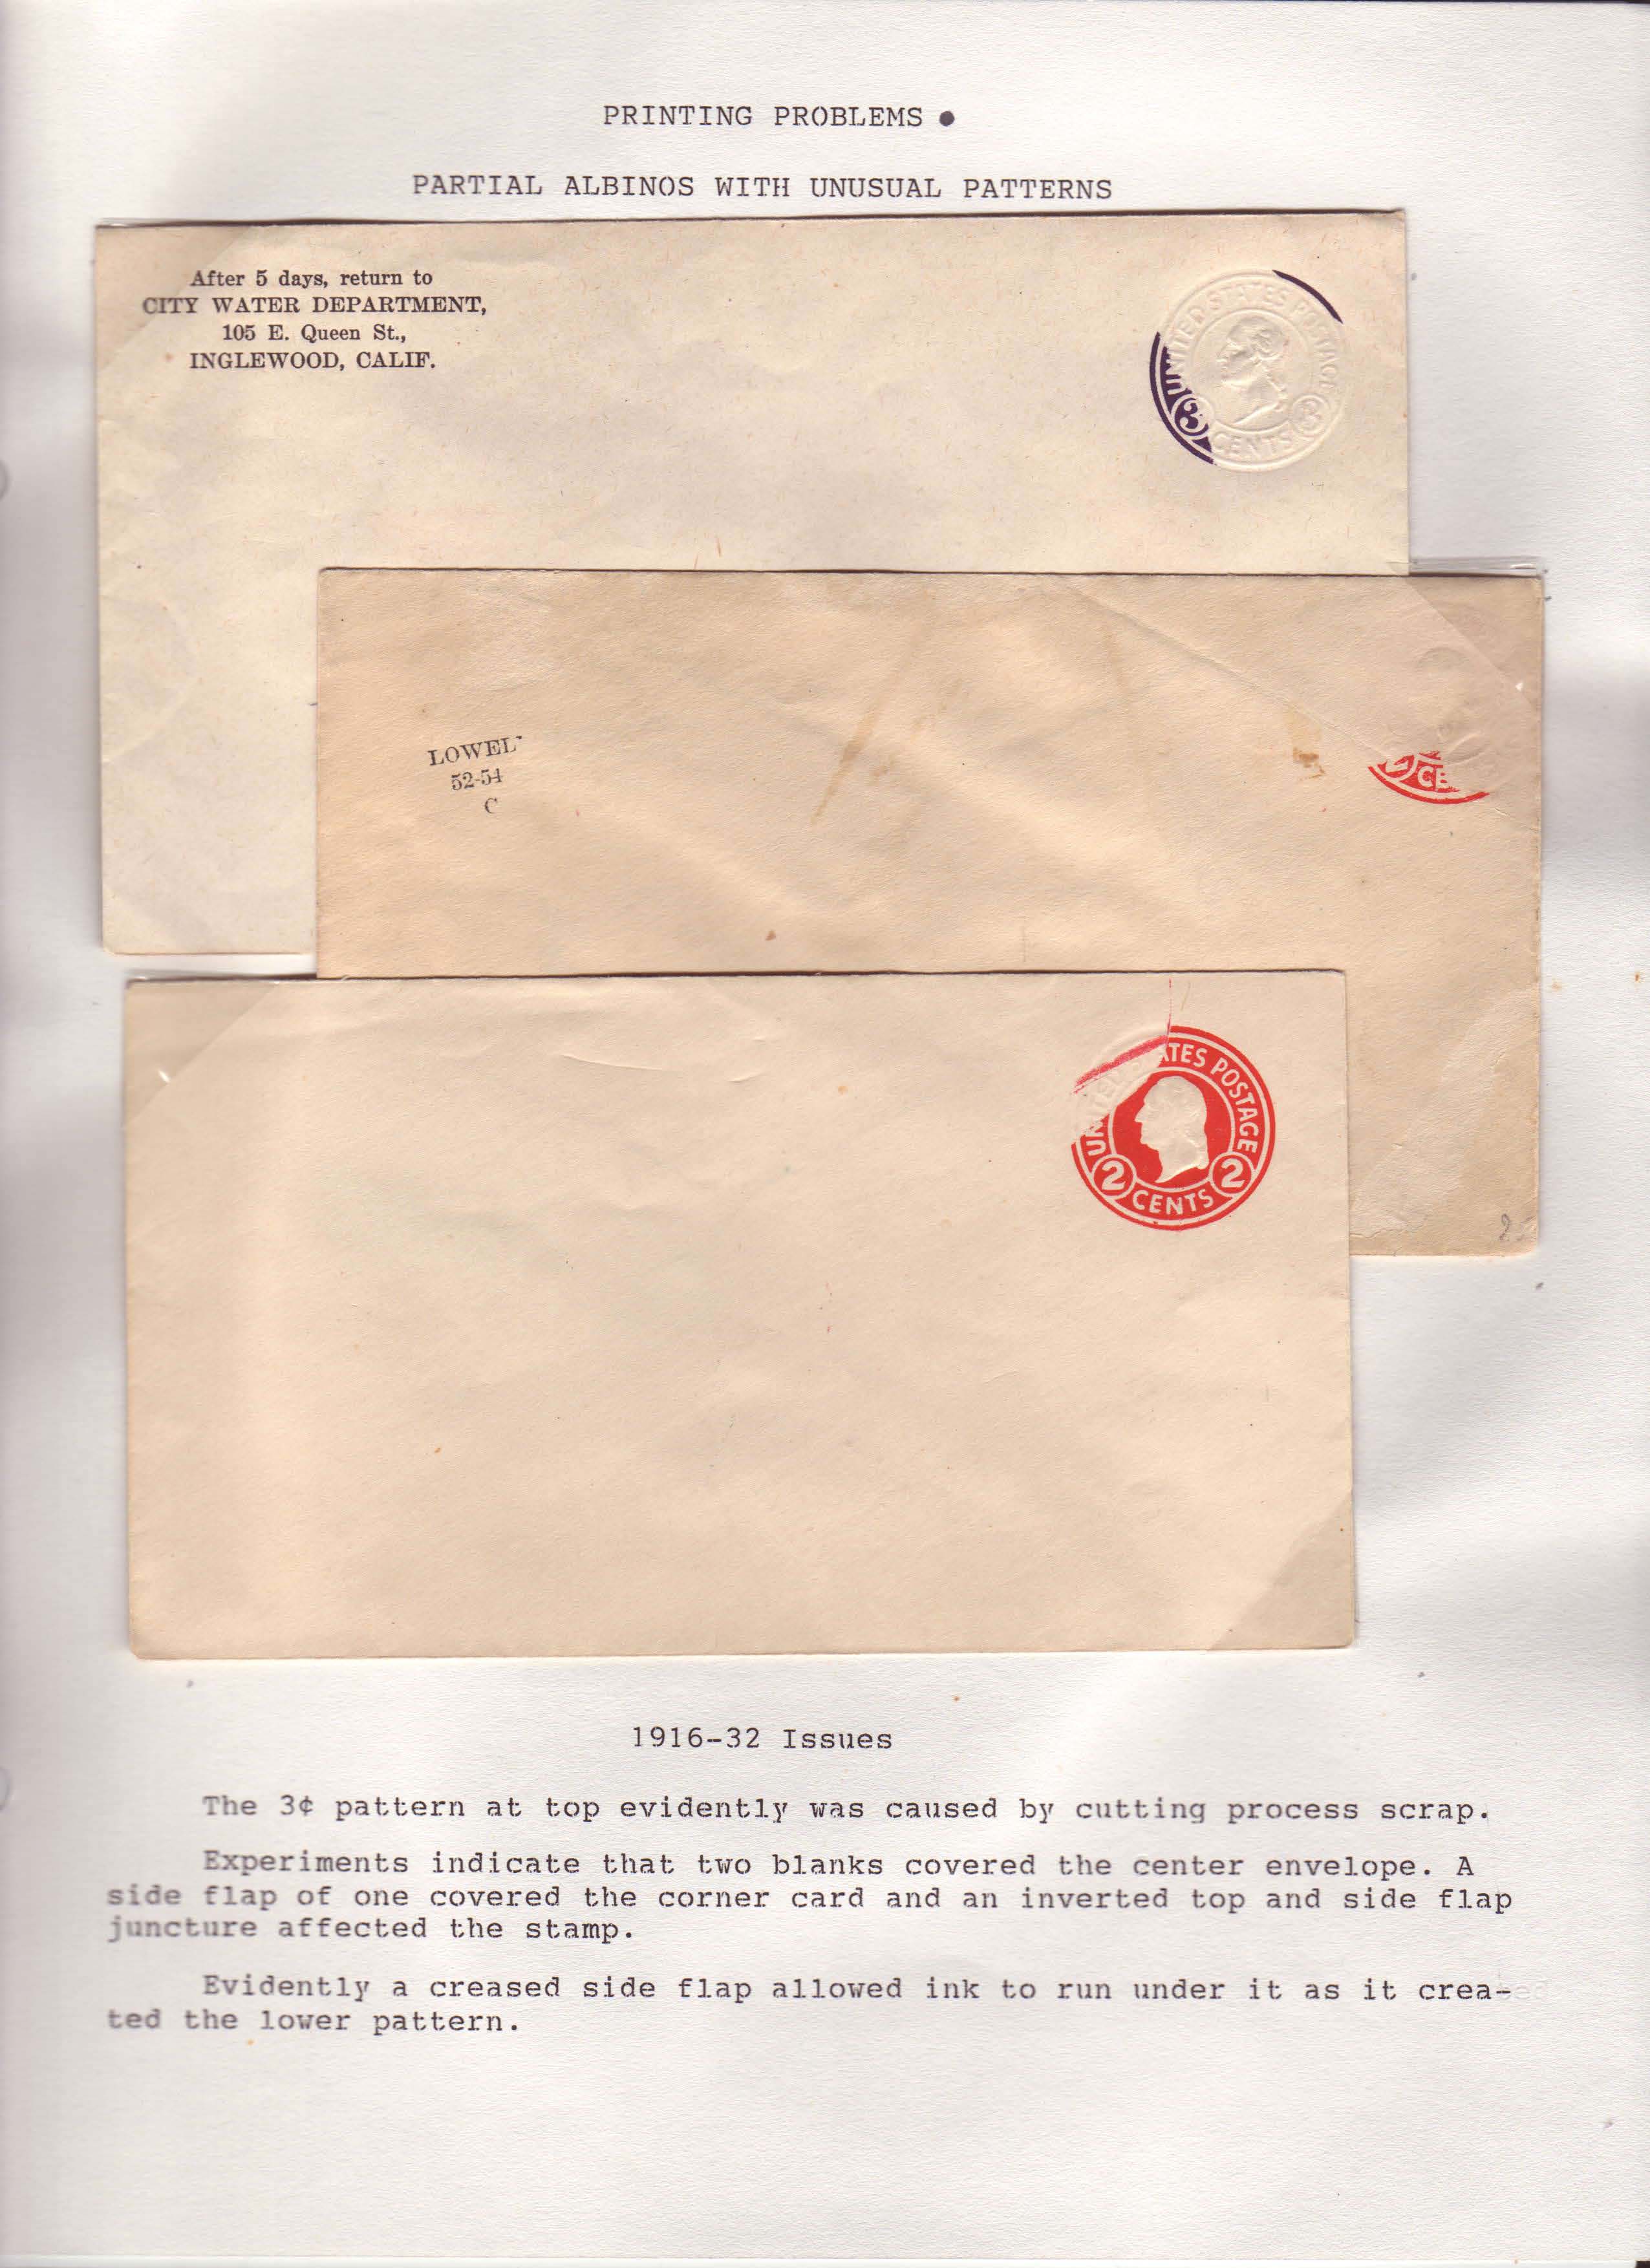 PRINTING PROBLEMS ●
PARTIAL ALBINOS WITH UNUSUAL PATTERNS
After 5 days, return to
CITY WATER DEPARTMENT,
105 E. Queen St.,
INGLEWOOD, CALIF.
UNITED STATES POSTAGE
3 CENTS 3
LOWEL
52-54
C
CE
UNITED STATES POSTAGE
2 CENTS 2
1916-32 Issues
The 3¢ pattern at top evidently was caused by cutting process scrap.
Experiments indicate that two blanks covered the center envelope. A
side flap of one covered the corner card and an inverted top and side flap
juncture affected the stamp.
Evidently a creased side flap allowed ink to run under it as it crea-
ted the lower pattern.